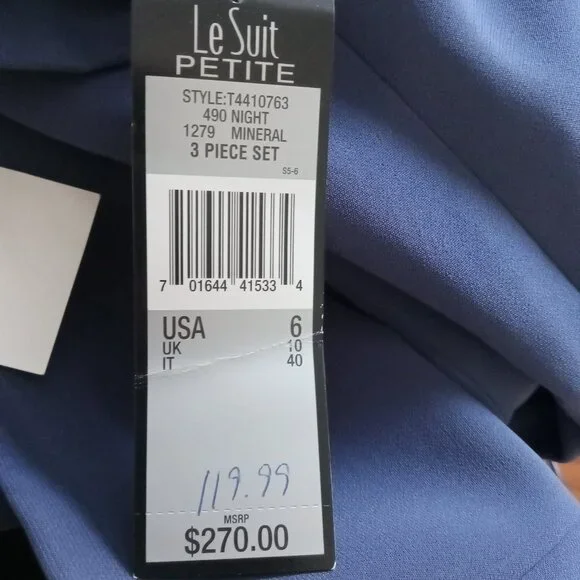 Le Suit
PETITE
STYLE:T4410763
490 NIGHT
1279 MINERAL
3 PIECE SET
S5-6
7 01644 41533 4
USA 6
UK 10
IT 40
119.99
MSRP
$270.00